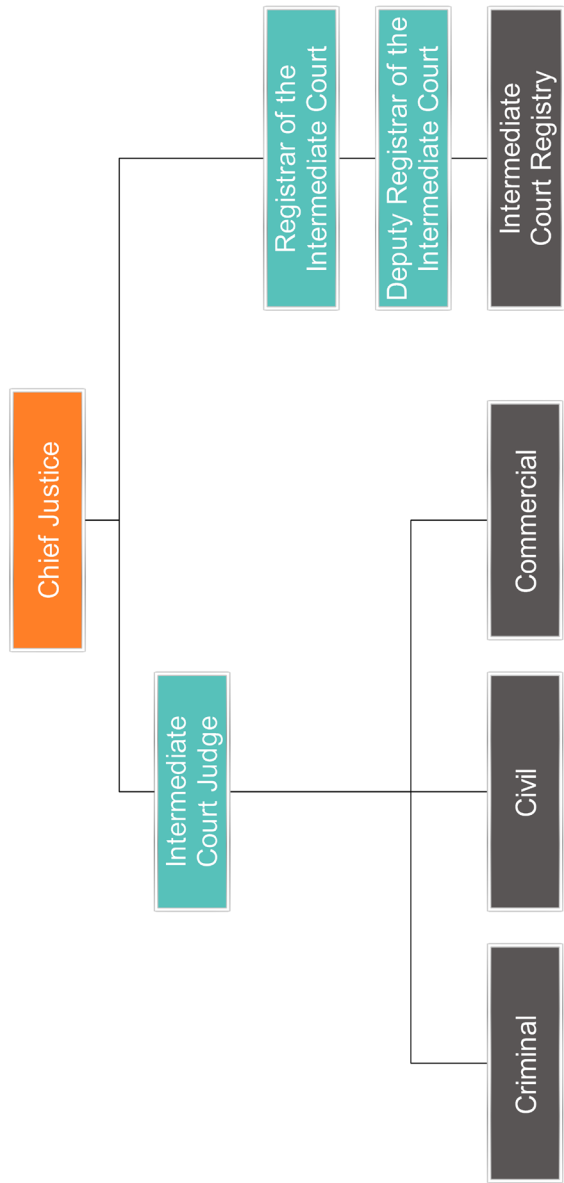 Chief Justice
Intermediate
Court Judge
Registrar of the
Intermediate Court
Deputy Registrar of the
Intermediate Court
Criminal
Civil
Commercial
Intermediate
Court Registry